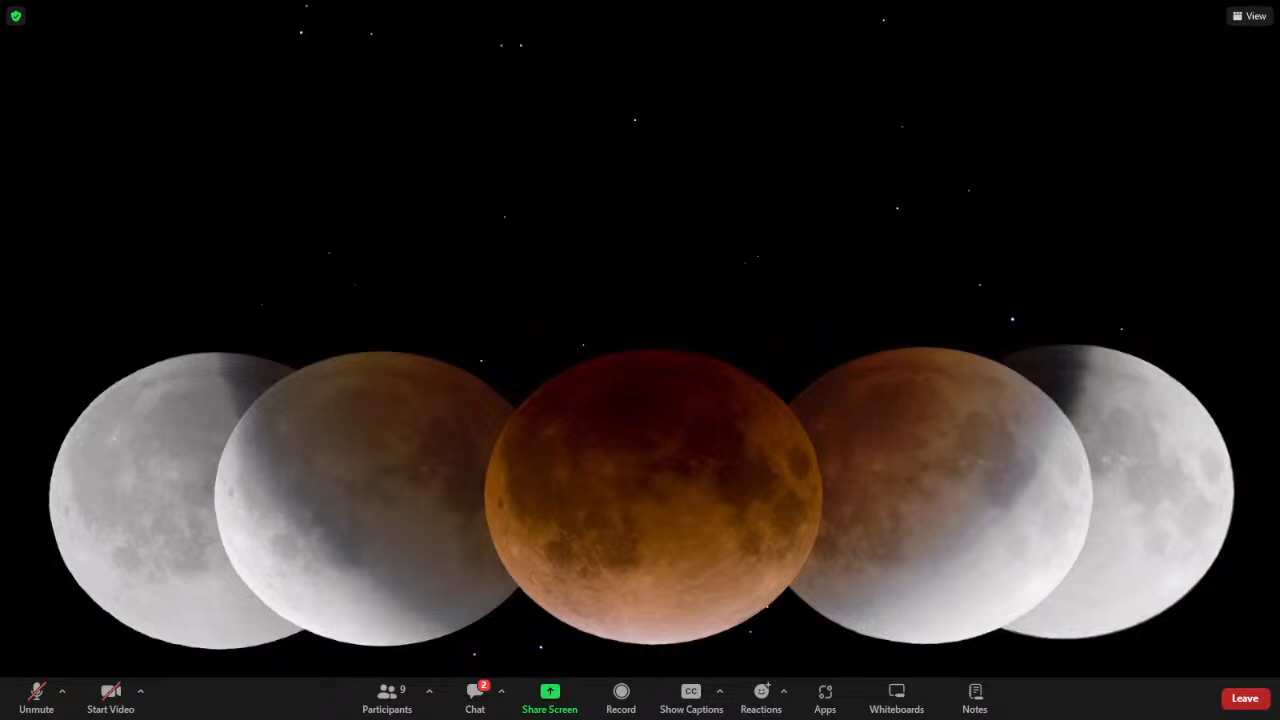 View
Unmute
Start Video
Participants
9
Chat
2
Share Screen
Record
CC
Show Captions
Reactions
Apps
Whiteboards
Notes
Leave